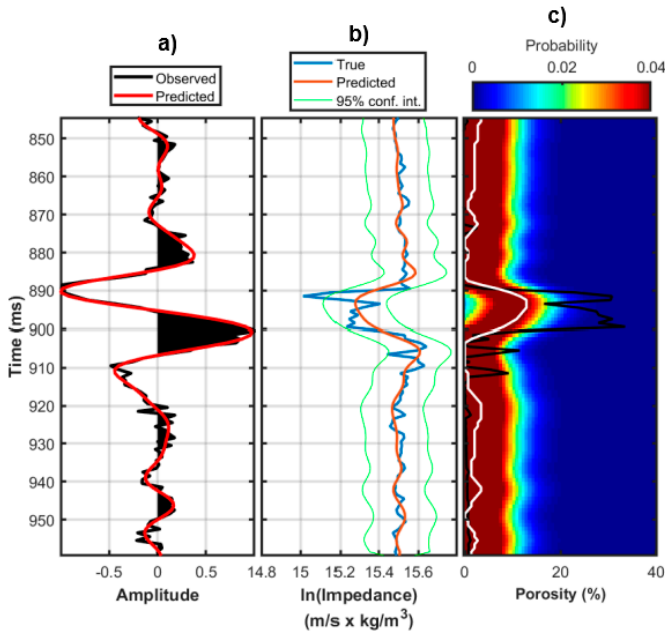 a)
b)
c)
Observed
Predicted
True
Predicted
95% conf. int.
Probability
0
0.02
0.04
Time (ms)
850
860
870
880
890
900
910
920
930
940
950
-0.5
0
0.5
14.8
15
15.2
15.4
15.6
0
20
40
Amplitude
ln(Impedance)
(m/s x kg/m³)
Porosity (%)